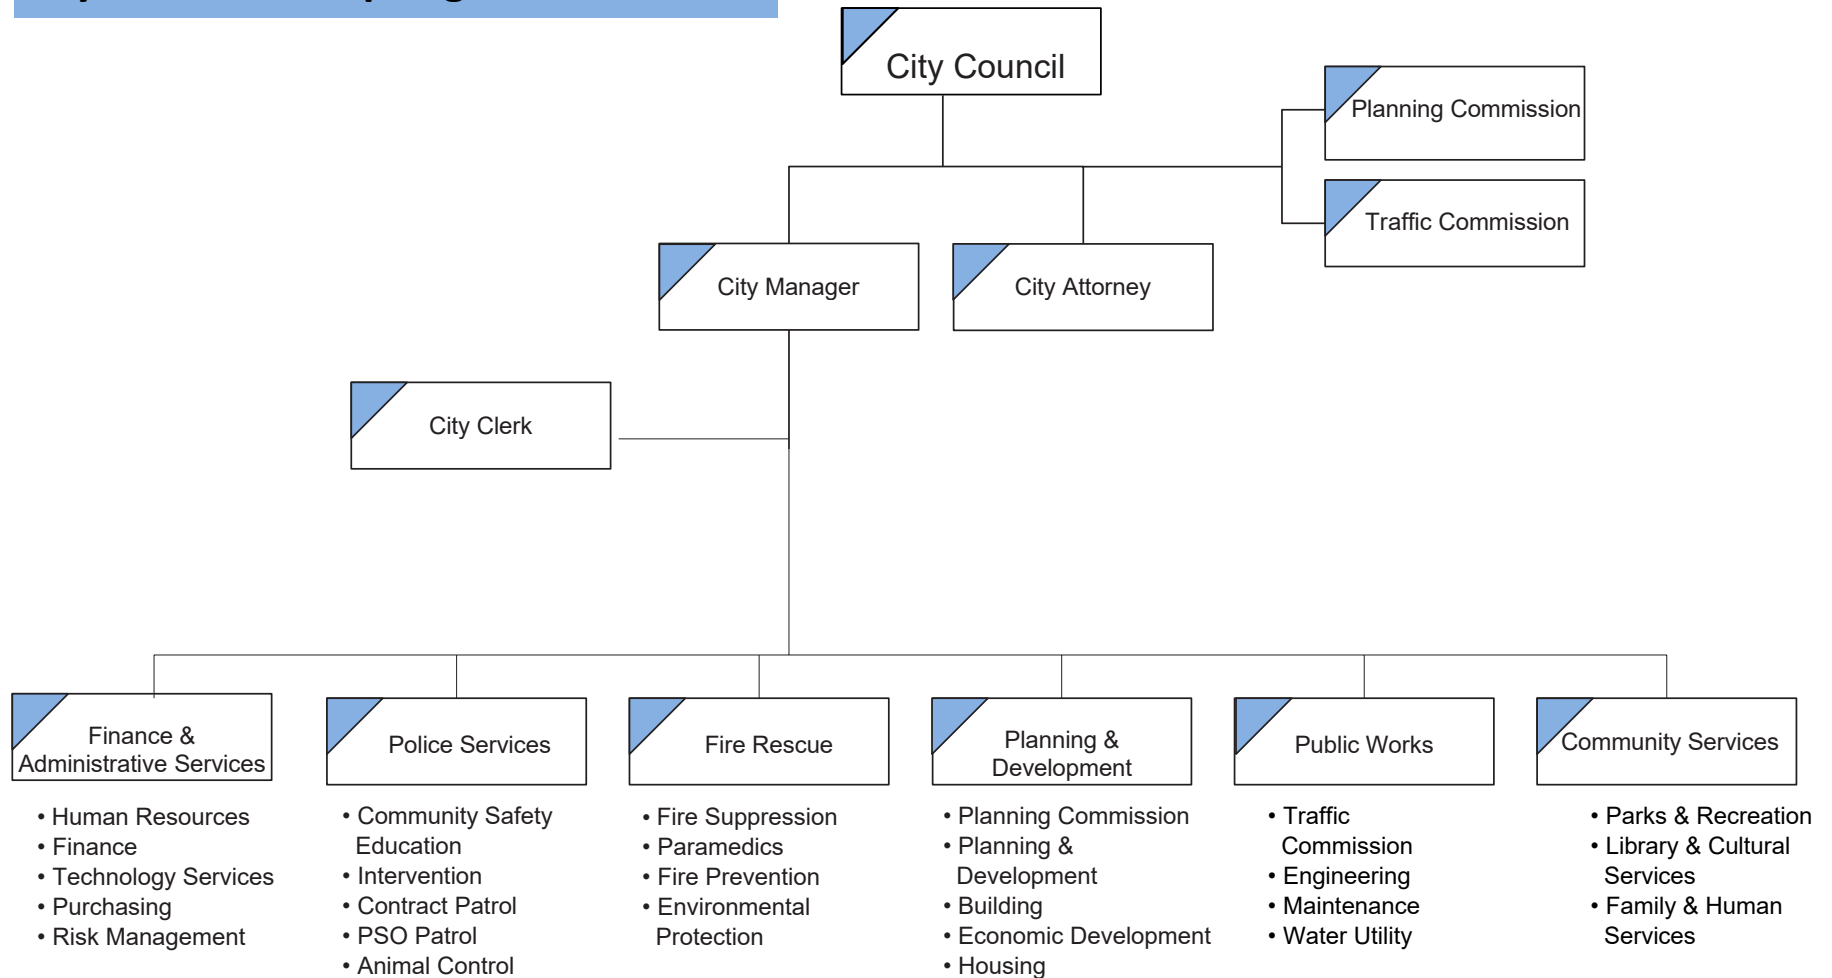 City Council
Planning Commission
Traffic Commission
City Manager
City Attorney
City Clerk
Finance &
Administrative Services
• Human Resources
• Finance
• Technology Services
• Purchasing
• Risk Management
Police Services
• Community Safety
Education
• Intervention
• Contract Patrol
• PSO Patrol
• Animal Control
Fire Rescue
• Fire Suppression
• Paramedics
• Fire Prevention
• Environmental
Protection
Planning &
Development
• Planning Commission
• Planning &
Development
• Building
• Economic Development
• Housing
Public Works
• Traffic
Commission
• Engineering
• Maintenance
• Water Utility
Community Services
• Parks & Recreation
• Library & Cultural
Services
• Family & Human
Services